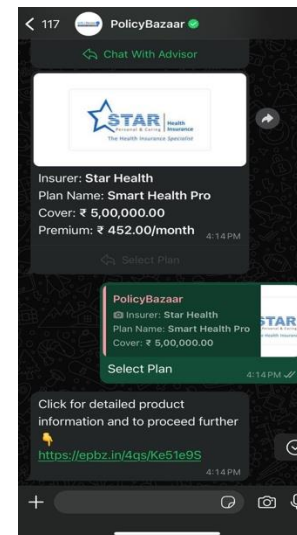 117 PolicyBazaar
Chat With Advisor
STAR Health Insurance
Personal & Caring
The Health Insurance Specialist
Insurer: Star Health
Plan Name: Smart Health Pro
Cover: ₹ 5,00,000.00
Premium: ₹ 452.00/month
4:14 PM
Select Plan
PolicyBazaar
Insurer: Star Health
Plan Name: Smart Health Pro
Cover: ₹ 5,00,000.00
STAR
Select Plan
4:14 PM
Click for detailed product
information and to proceed further
👇
https://epbz.in/4qs/Ke51e9S
4:14 PM